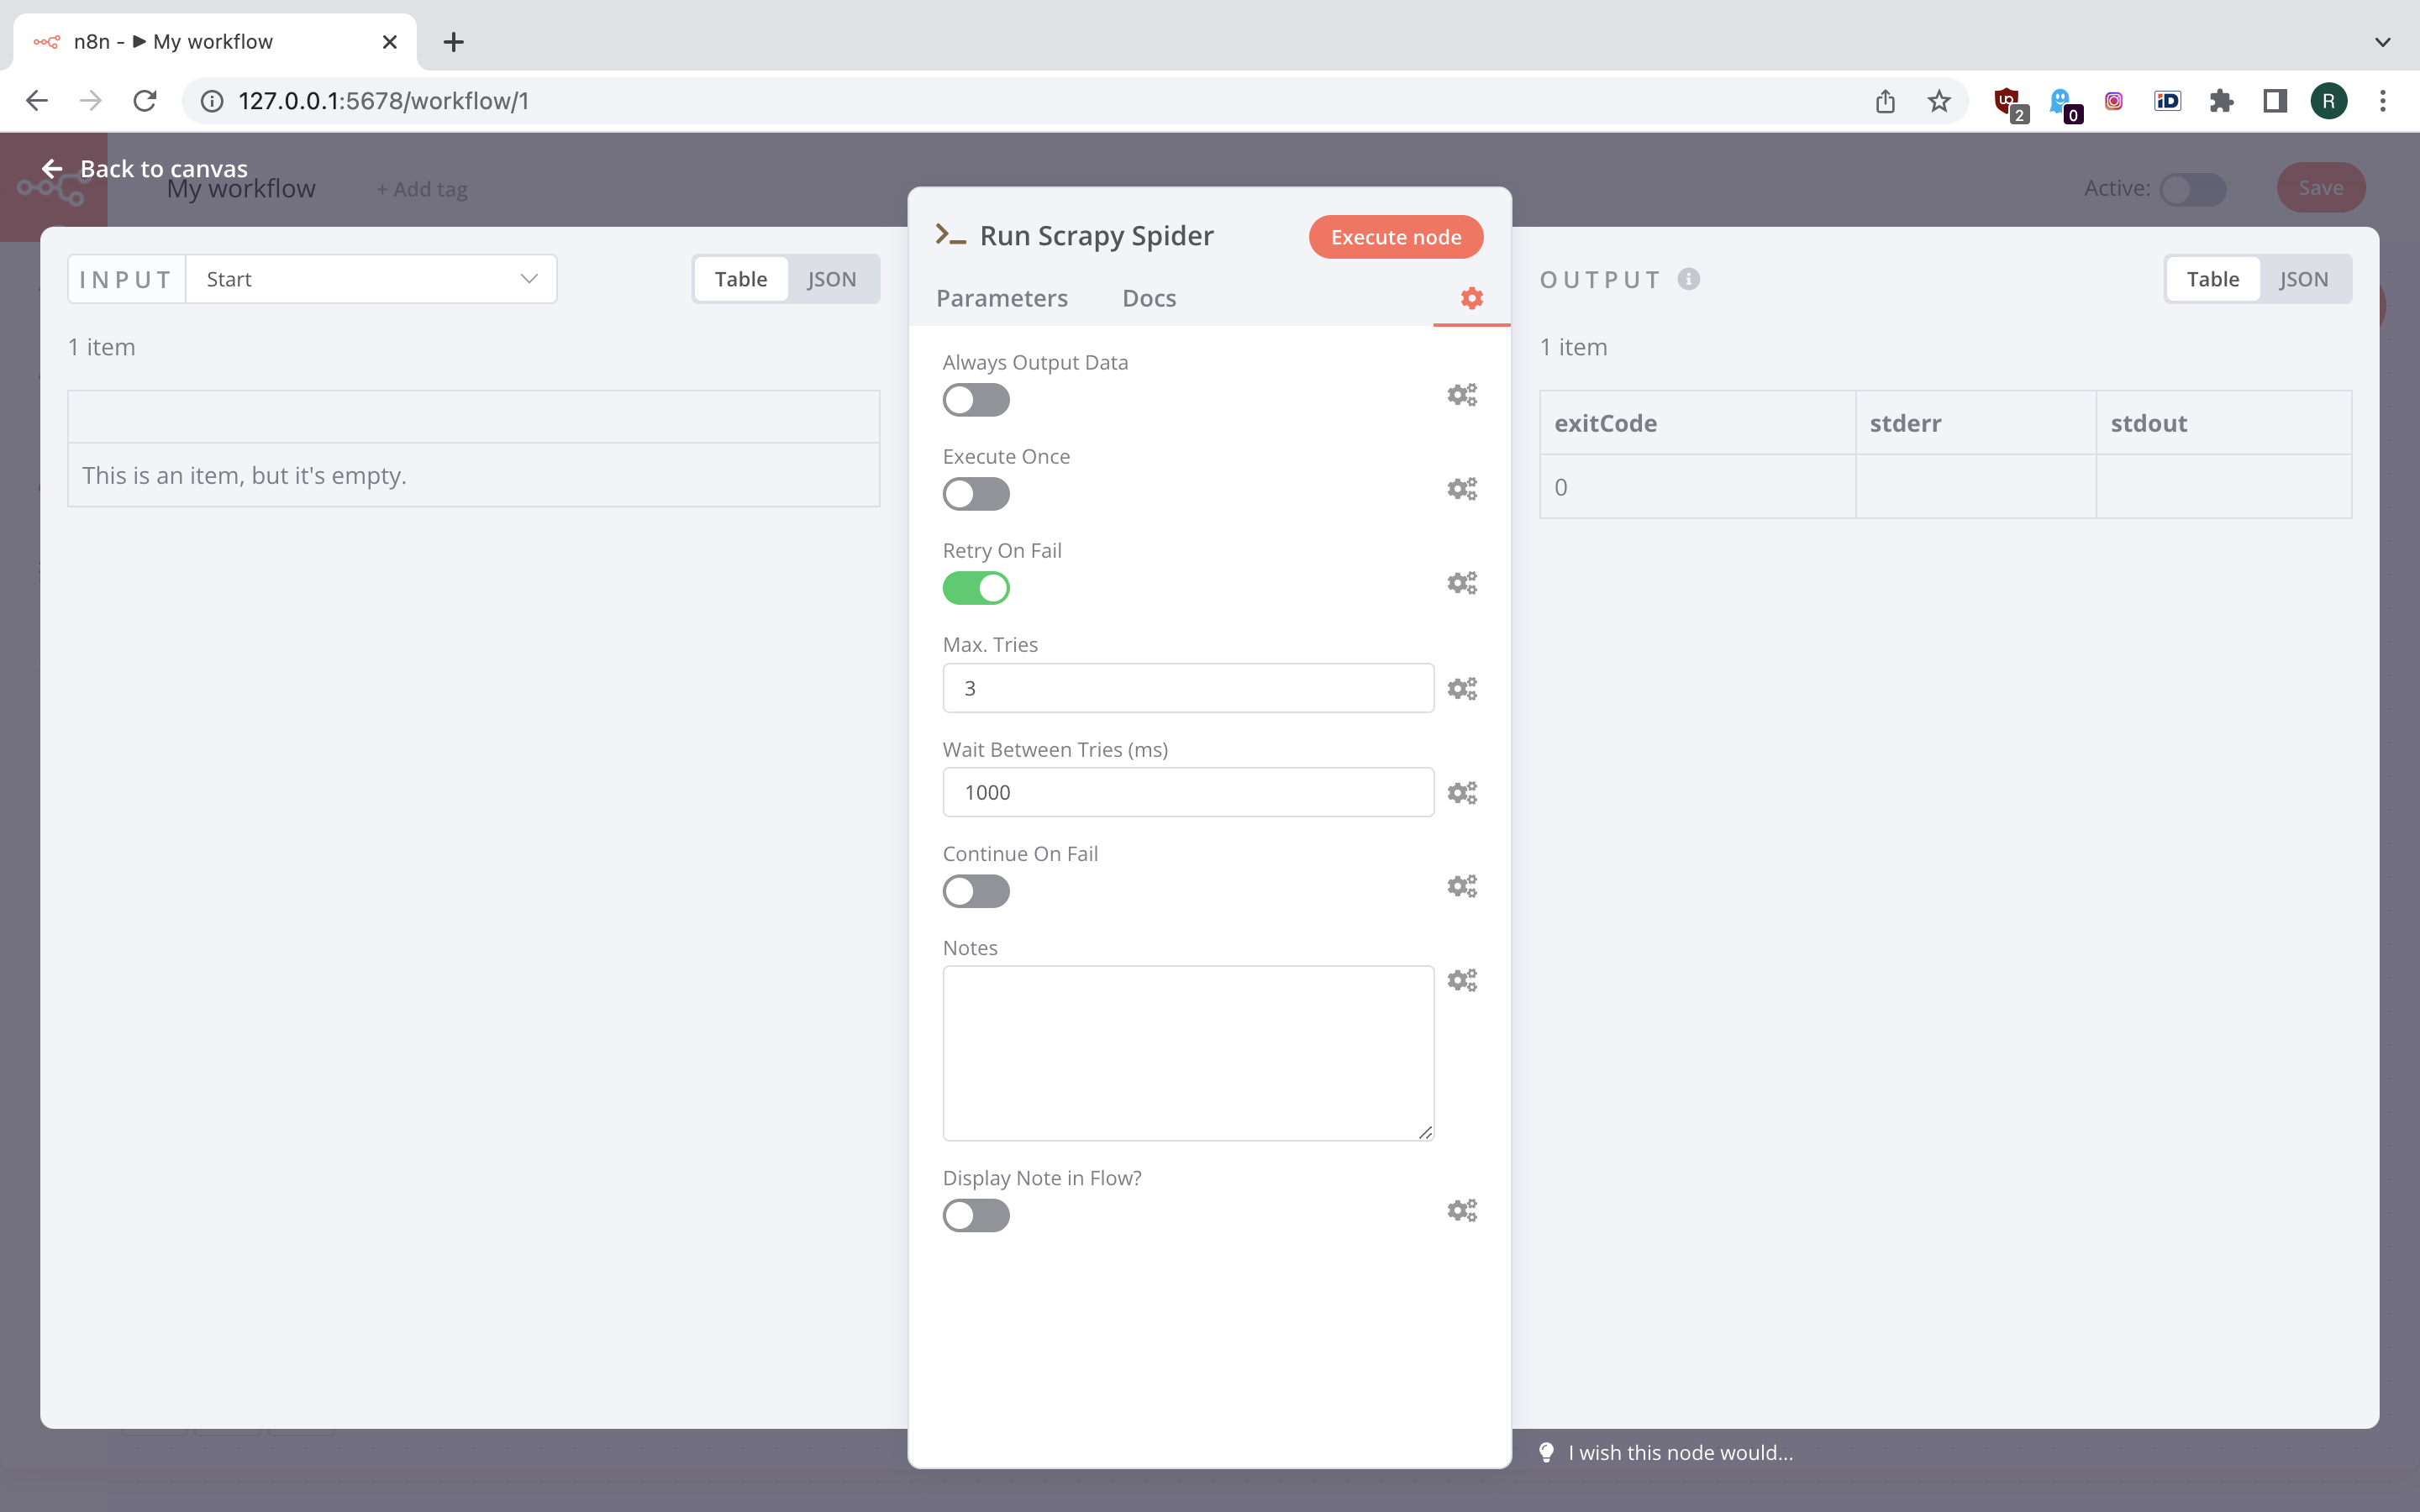 n8n - ▶ My workflow
127.0.0.1:5678/workflow/1
2
0
iD
R
Back to canvas
My workflow
+ Add tag
Active:
Save
INPUT
Start
Table
JSON
1 item
This is an item, but it's empty.
Run Scrapy Spider
Execute node
Parameters
Docs
Always Output Data
Execute Once
Retry On Fail
Max. Tries
3
Wait Between Tries (ms)
1000
Continue On Fail
Notes
Display Note in Flow?
OUTPUT
Table
JSON
1 item
exitCode stderr stdout
0
I wish this node would...